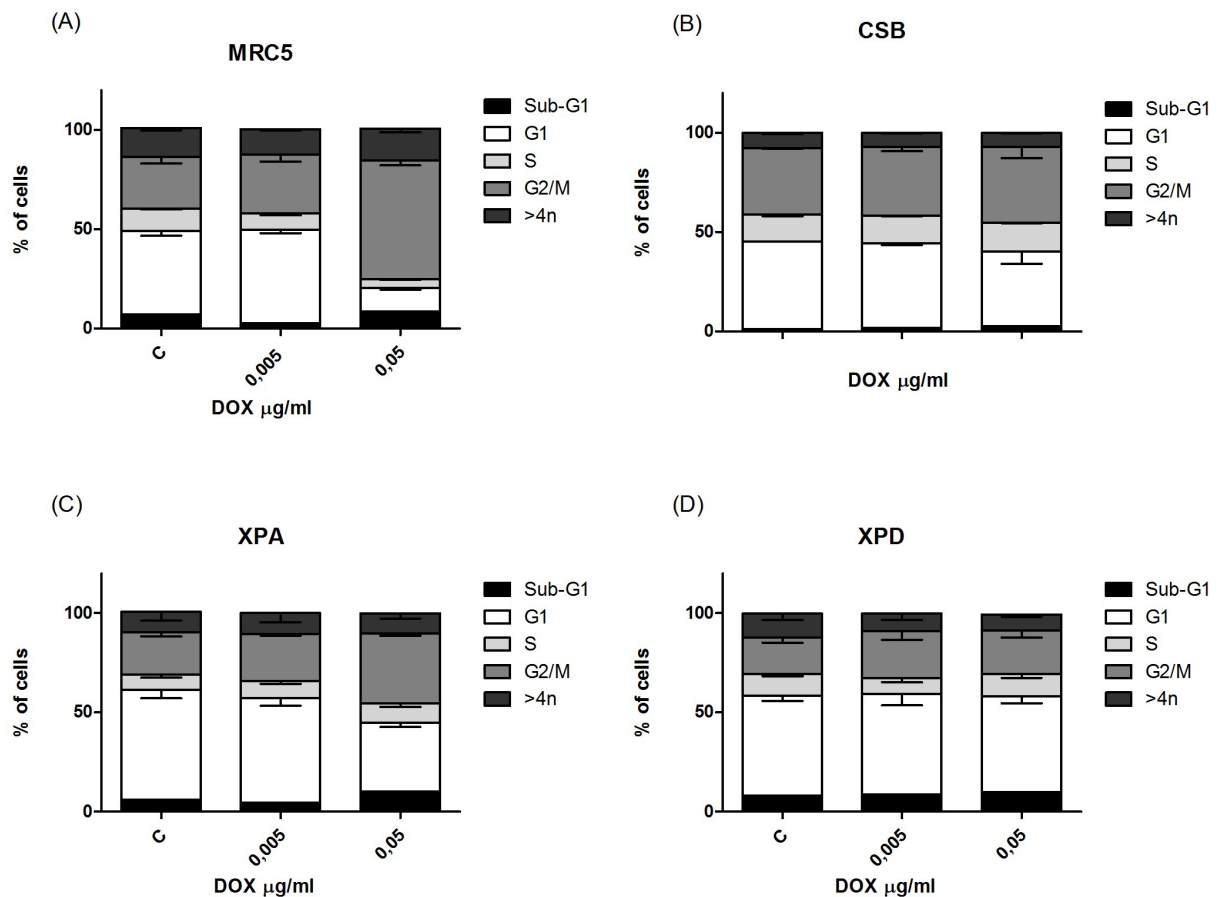 (A)
MRC5
% of cells
100
50
0
C
0,005
0,05
DOX μg/ml
Sub-G1
G1
S
G2/M
>4n
(B)
CSB
% of cells
100
50
0
DOX μg/ml
Sub-G1
G1
S
G2/M
>4n
(C)
XPA
% of cells
100
50
0
C
0,005
0,05
DOX μg/ml
Sub-G1
G1
S
G2/M
>4n
(D)
XPD
% of cells
100
50
0
C
0,005
0,05
DOX μg/ml
Sub-G1
G1
S
G2/M
>4n